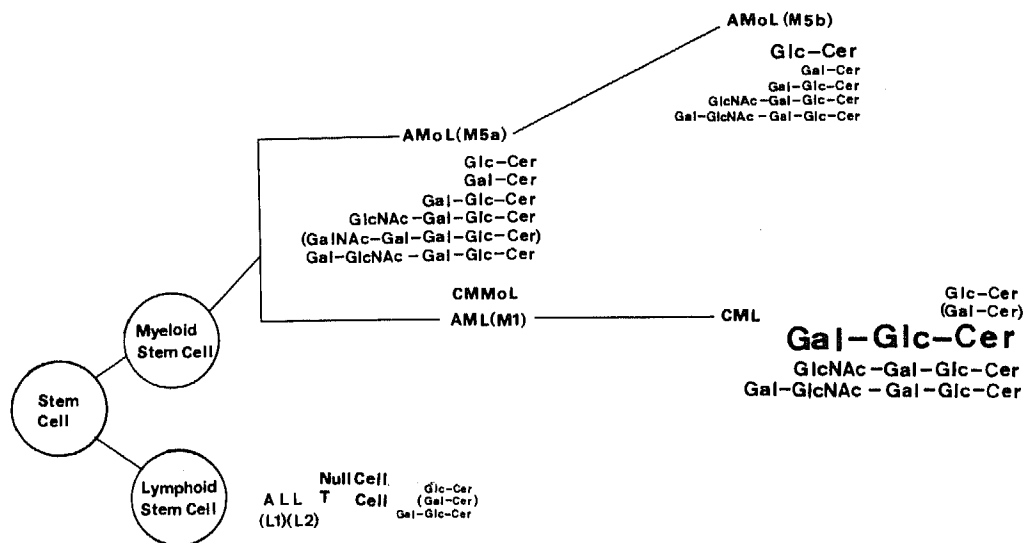 AMoL (M5b)
Glc-Cer
Gal-Cer
Gal-Glc-Cer
GlcNAc-Gal-Glc-Cer
Gal-GlcNAc-Gal-Glc-Cer
AMoL(M5a)
Glc-Cer
Gal-Cer
Gal-Glc-Cer
GlcNAc-Gal-Glc-Cer
(GalNAc-Gal-Gal-Glc-Cer)
Gal-GlcNAc-Gal-Glc-Cer
CMMoL
AML(M1)
CML
Glc-Cer
(Gal-Cer)
Gal-Glc-Cer
GlcNAc-Gal-Glc-Cer
Gal-GlcNAc-Gal-Glc-Cer
Myeloid
Stem Cell
Stem
Cell
Lymphoid
Stem Cell
ALL
(L1)(L2)
Null Cell
T Cell
Glc-Cer
(Gal-Cer)
Gal-Glc-Cer